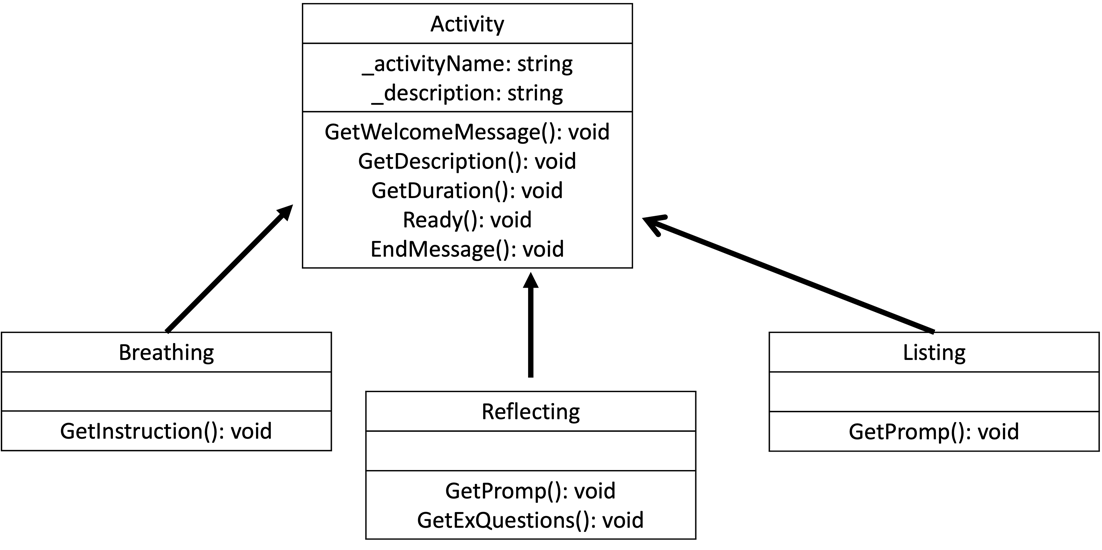 Activity
_activityName: string
_description: string
GetWelcomeMessage(): void
GetDescription(): void
GetDuration(): void
Ready(): void
EndMessage(): void
Breathing
GetInstruction(): void
Reflecting
GetPromp(): void
GetExQuestions(): void
Listing
GetPromp(): void